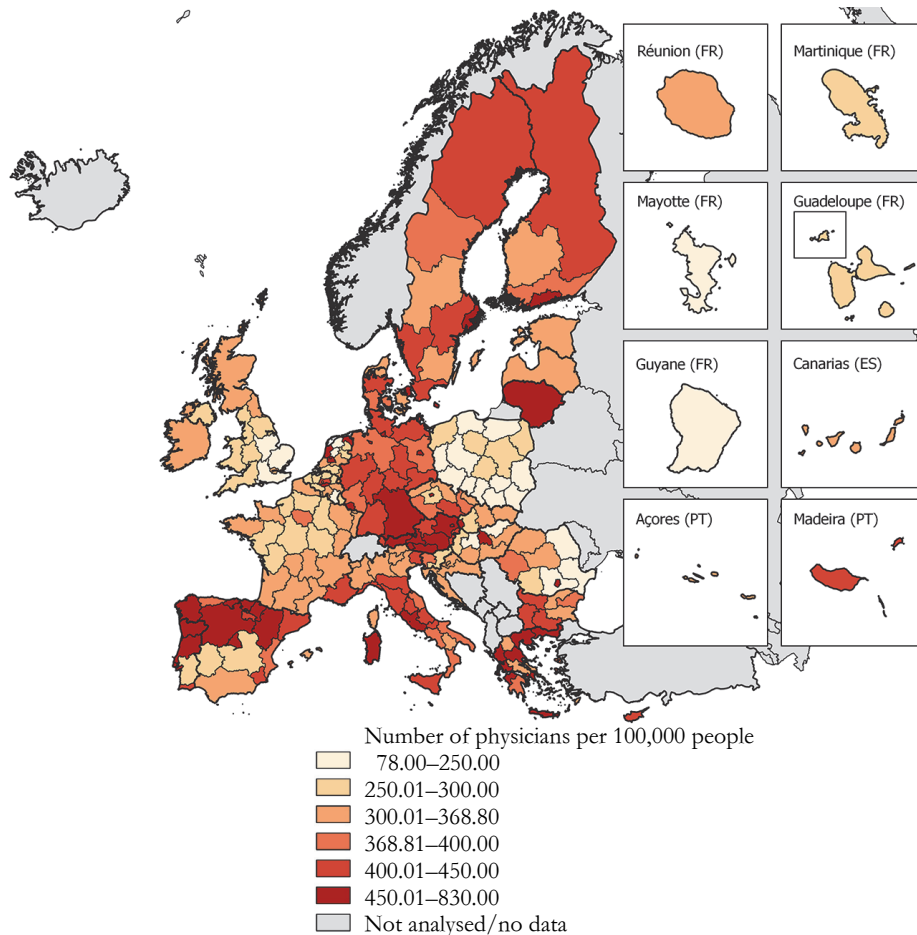 Réunion (FR)
Martinique (FR)
Mayotte (FR)
Guadeloupe (FR)
Guyane (FR)
Canarias (ES)
Açores (PT)
Madeira (PT)
Number of physicians per 100,000 people
78.00–250.00
250.01–300.00
300.01–368.80
368.81–400.00
400.01–450.00
450.01–830.00
Not analysed/no data